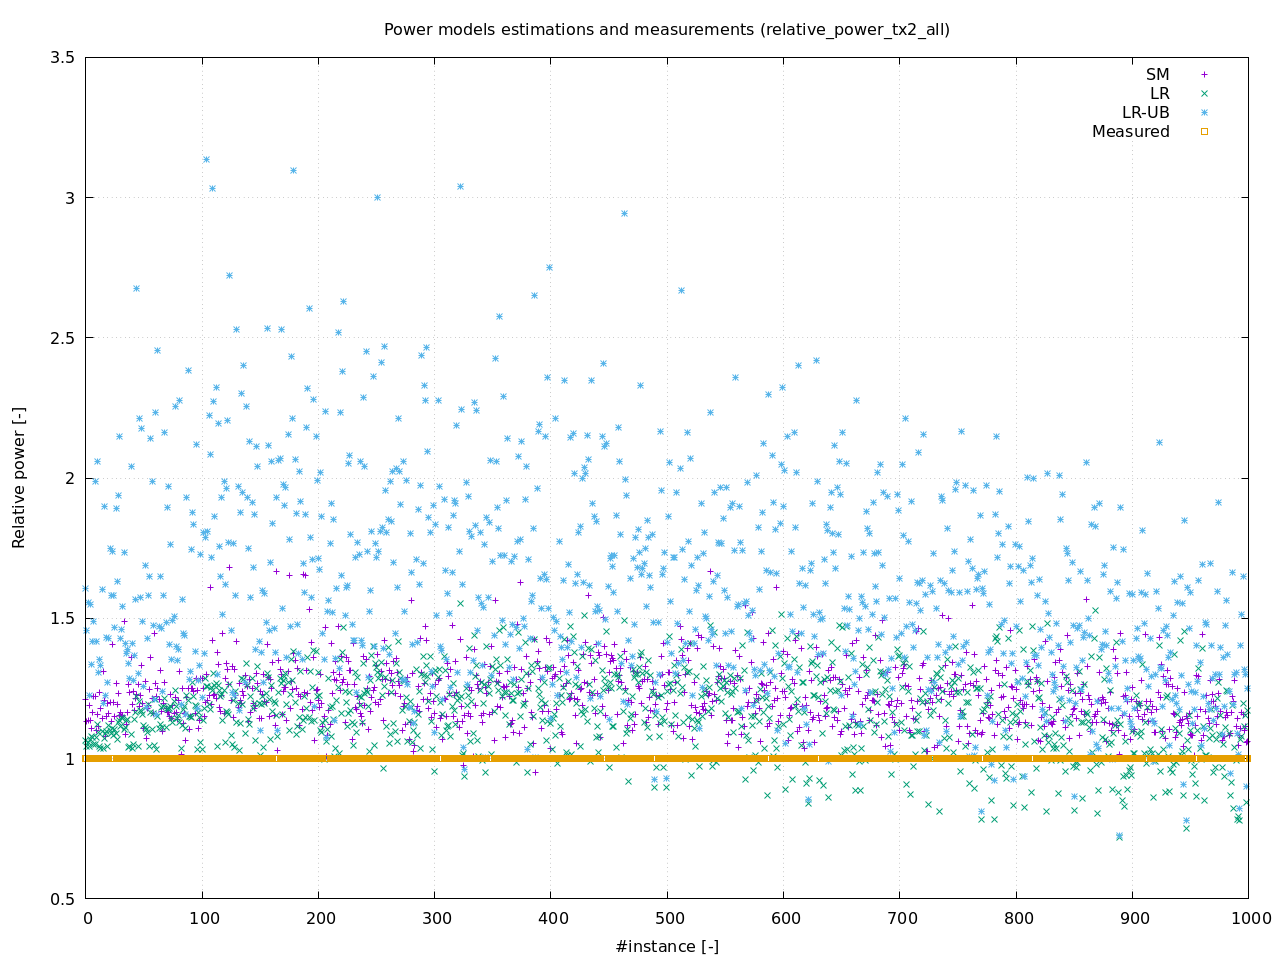 Power models estimations and measurements (relative_power_tx2_all)
3.5
3
2.5
2
1.5
1
0.5
Relative power [-]
SM
LR
LR-UB
Measured
0 100 200 300 400 500 600 700 800 900 1000
#instance [-]